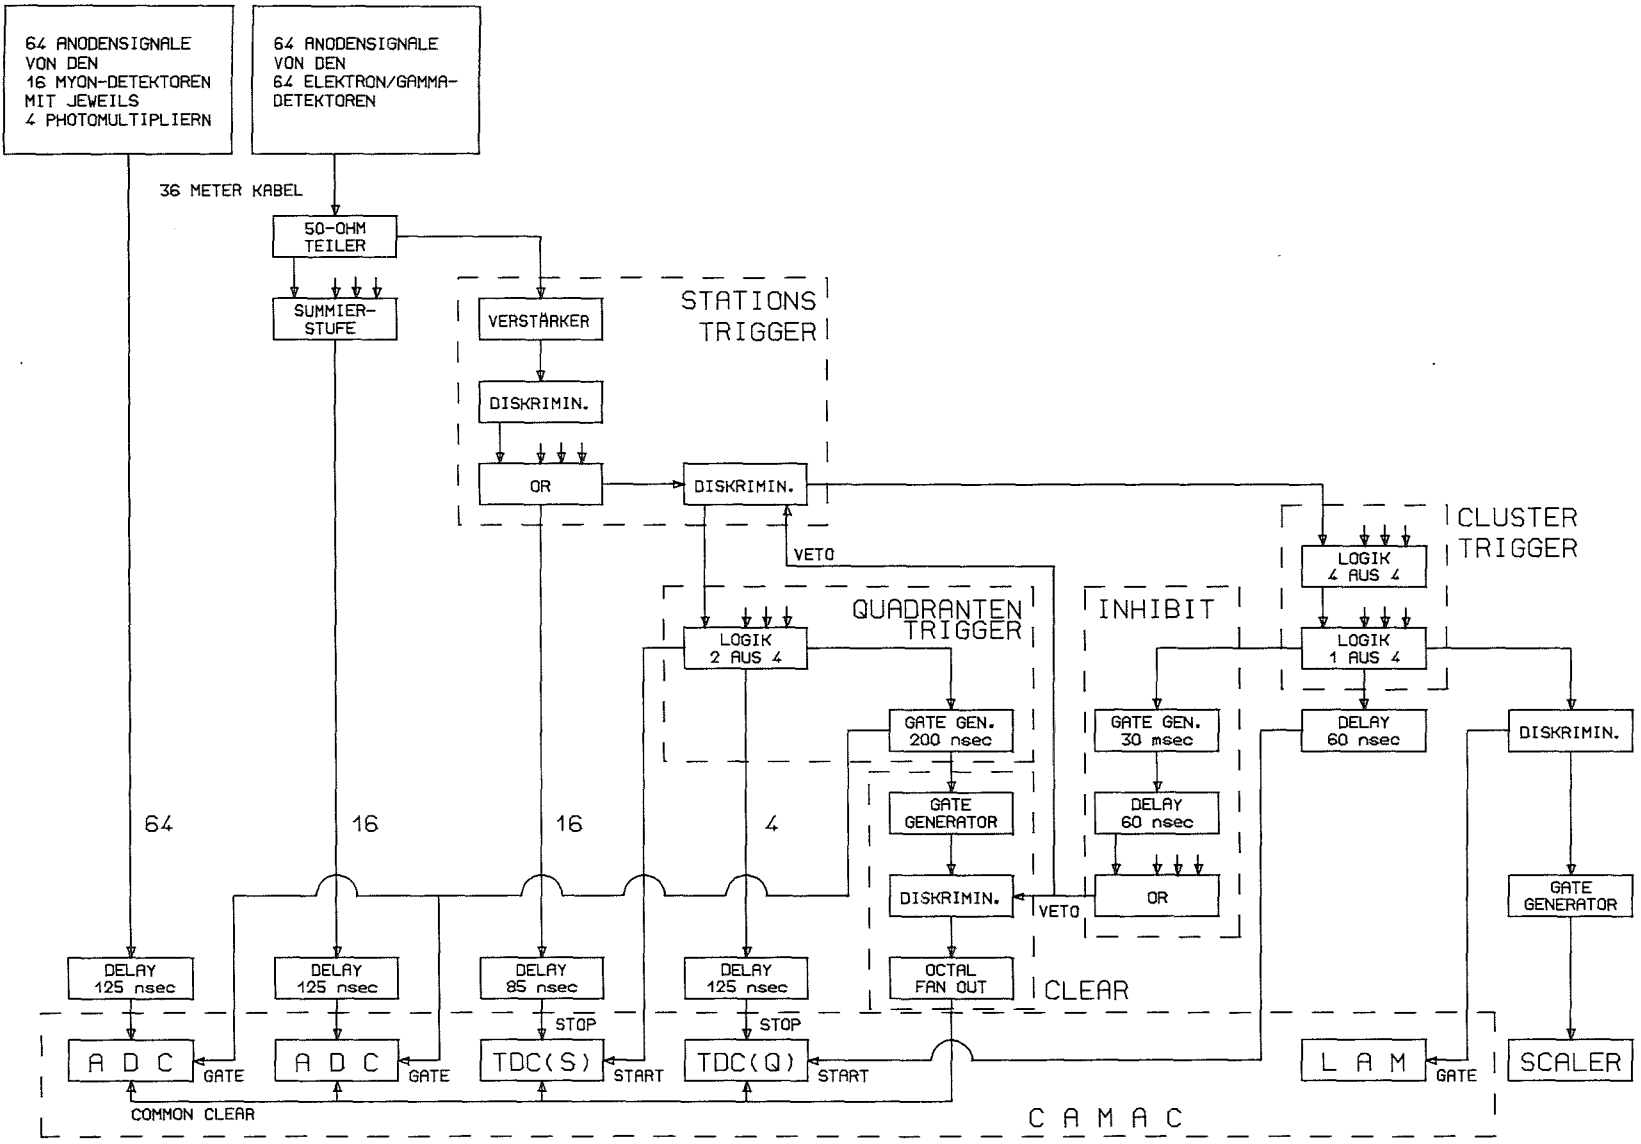 64 ANODENSIGNALE
VON DEN
16 MYON-DETEKTOREN
MIT JEWEILS
4 PHOTOMULTIPLIERN
64 ANODENSIGNALE
VON DEN
64 ELEKTRON/GAMMA-
DETEKTOREN
36 METER KABEL
50-OHM
TEILER
SUMMIER-
STUFE
STATIONS
TRIGGER
VERSTÄRKER
DISKRIMIN.
OR
DISKRIMIN.
VETO
CLUSTER
TRIGGER
LOGIK
4 AUS 4
LOGIK
1 AUS 4
QUADRANTEN
TRIGGER
LOGIK
2 AUS 4
INHIBIT
GATE GEN.
200 nsec
GATE GEN.
30 msec
DELAY
60 nsec
DISKRIMIN.
GATE
GENERATOR
DELAY
60 nsec
64
16
16
4
DISKRIMIN.
VETO
OR
GATE
GENERATOR
DELAY
125 nsec
DELAY
125 nsec
DELAY
85 nsec
DELAY
125 nsec
OCTAL
FAN OUT
CLEAR
STOP
STOP
A D C
GATE
A D C
GATE
TDC(S)
START
TDC(Q)
START
L A M
GATE
SCALER
COMMON CLEAR
C A M A C